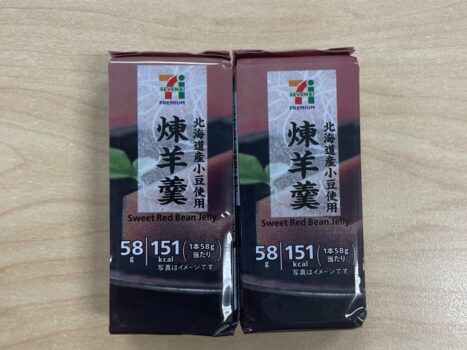 7i
SEVEN&i
PREMIUM
北海道産小豆使用
煉羊羹
Sweet Red Bean Jelly
58g
151kcal
(1本58g
当たり)
写真はイメージです
7i
SEVEN&i
PREMIUM
北海道産小豆使用
煉羊羹
Sweet Red Bean Jelly
58g
151kcal
(1本58g
当たり)
写真はイメージです